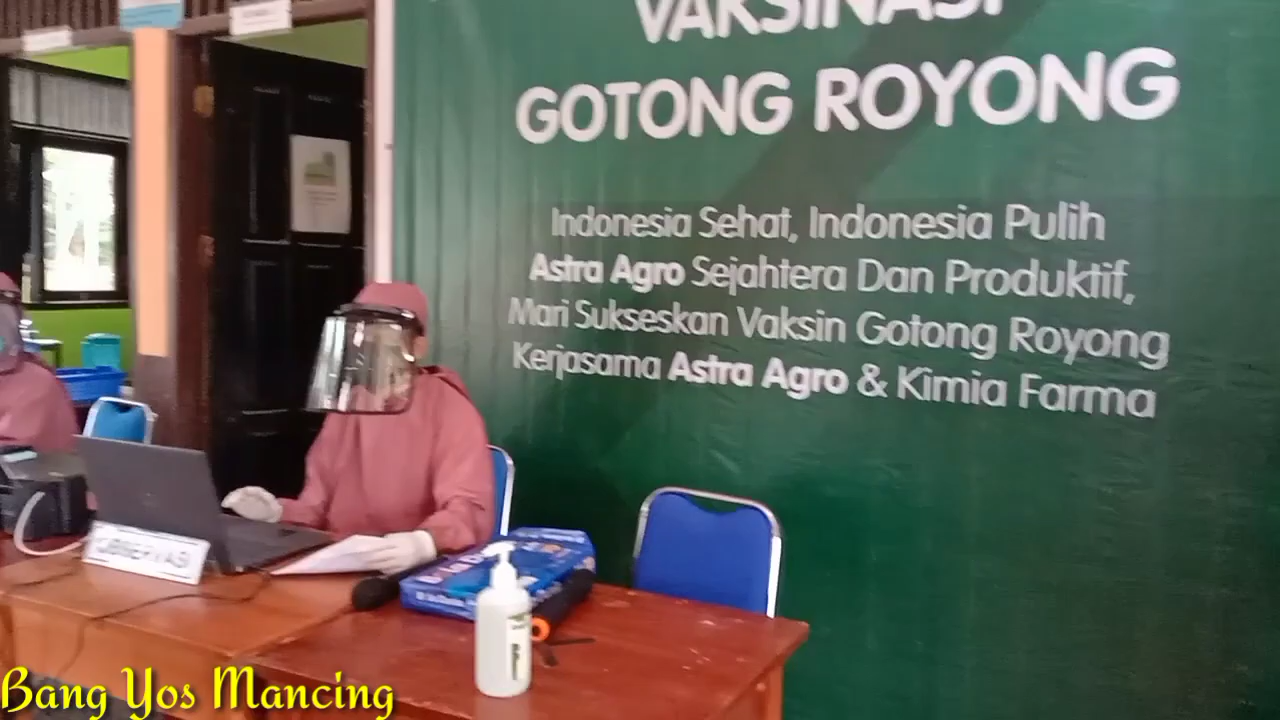 VAKSINASI
GOTONG ROYONG
Indonesia Sehat, Indonesia Pulih
Astra Agro Sejahtera Dan Produktif,
Mari Sukseskan Vaksin Gotong Royong
Kerjasama Astra Agro & Kimia Farma
OBSERVASI
Bang Yos Mancing